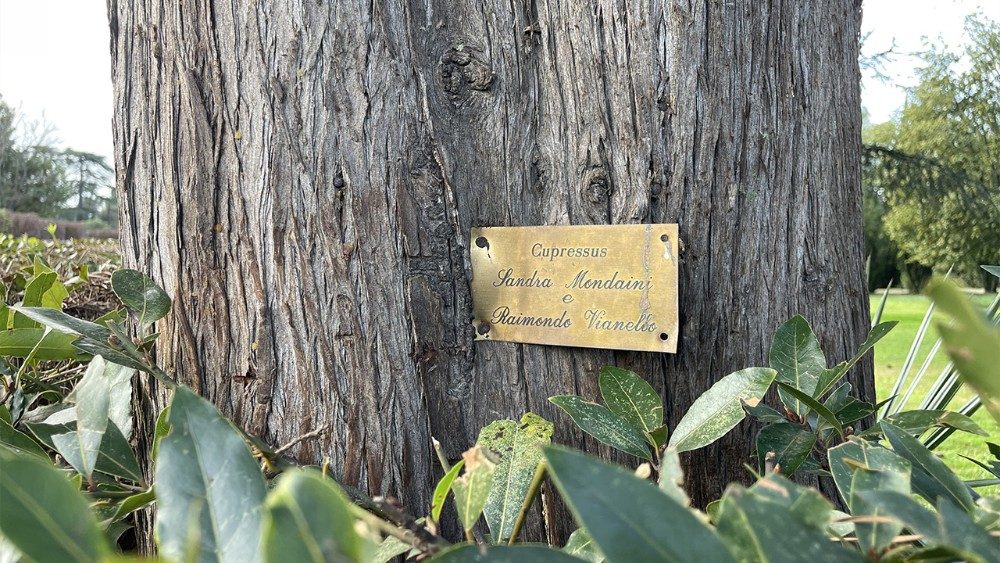 Cupressus
Sandra Mondaini
e
Raimondo Vianello